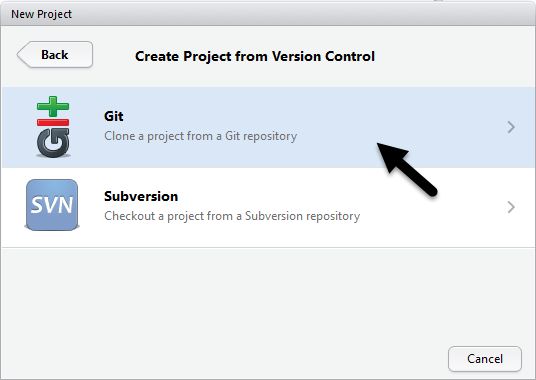 New Project
Back
Create Project from Version Control
Git
Clone a project from a Git repository
SVN
Subversion
Checkout a project from a Subversion repository
Cancel